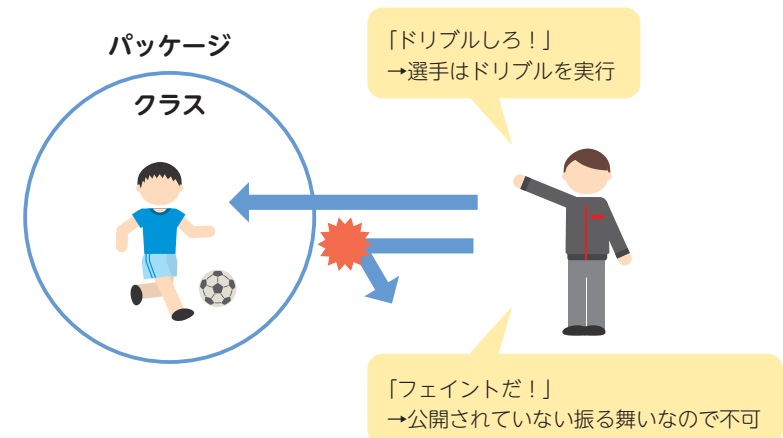 パッケージ
クラス
「ドリブルしろ！」
→選手はドリブルを実行
「フェイントだ！」
→公開されていない振る舞いなので不可